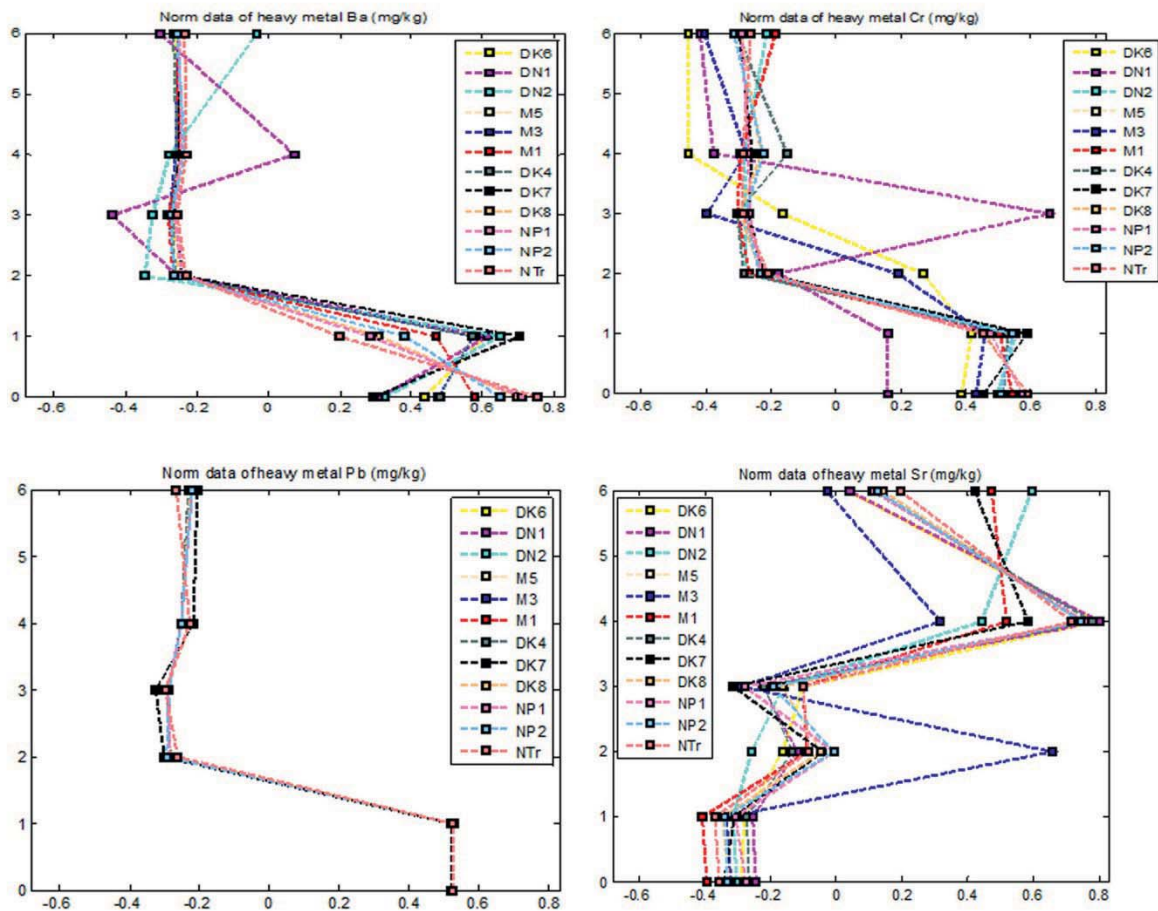 Norm data of heavy metal Ba (mg/kg)
6
5
4
3
2
1
0
-0.6 -0.4 -0.2 0 0.2 0.4 0.6 0.8
DK6
DN1
DN2
M5
M3
M1
DK4
DK7
DK8
NP1
NP2
NTr
Norm data of heavy metal Cr (mg/kg)
6
5
4
3
2
1
0
-0.6 -0.4 -0.2 0 0.2 0.4 0.6 0.8
DK6
DN1
DN2
M5
M3
M1
DK4
DK7
DK8
NP1
NP2
NTr
Norm data of heavy metal Pb (mg/kg)
6
5
4
3
2
1
0
-0.6 -0.4 -0.2 0 0.2 0.4 0.6 0.8
DK6
DN1
DN2
M5
M3
M1
DK4
DK7
DK8
NP1
NP2
NTr
Norm data of heavy metal Sr (mg/kg)
6
5
4
3
2
1
0
-0.6 -0.4 -0.2 0 0.2 0.4 0.6 0.8
DK6
DN1
DN2
M5
M3
M1
DK4
DK7
DK8
NP1
NP2
NTr